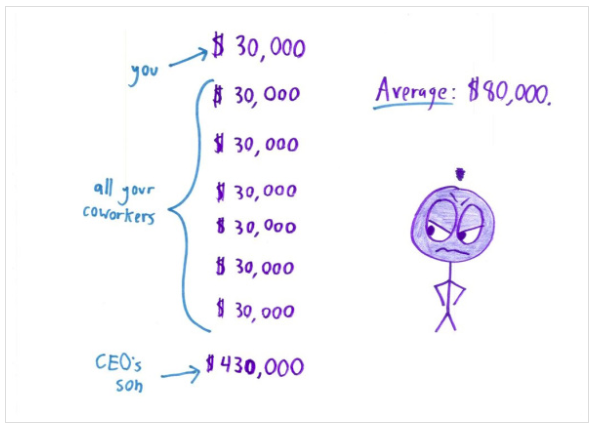 you
$ 30,000
all your
coworkers
$ 30,000
$ 30,000
$ 30,000
$ 30,000
$ 30,000
$ 30,000
CEO's
son
$ 430,000
Average: $80,000.